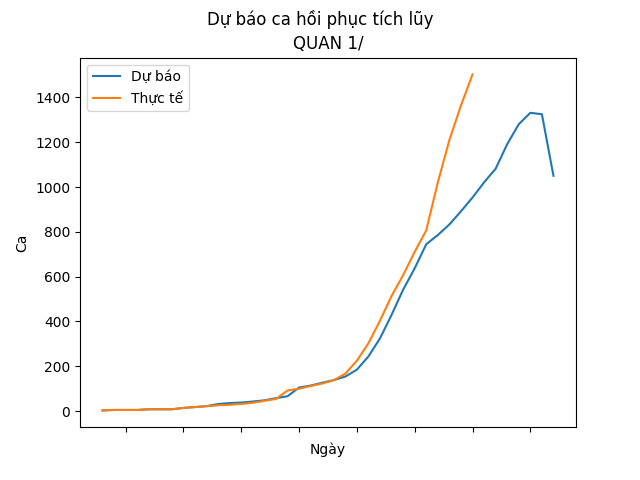 Dự báo ca hồi phục tích lũy
QUAN 1/
Dự báo
Thực tế
1400
1200
1000
800
600
400
200
0
Ca
Ngày